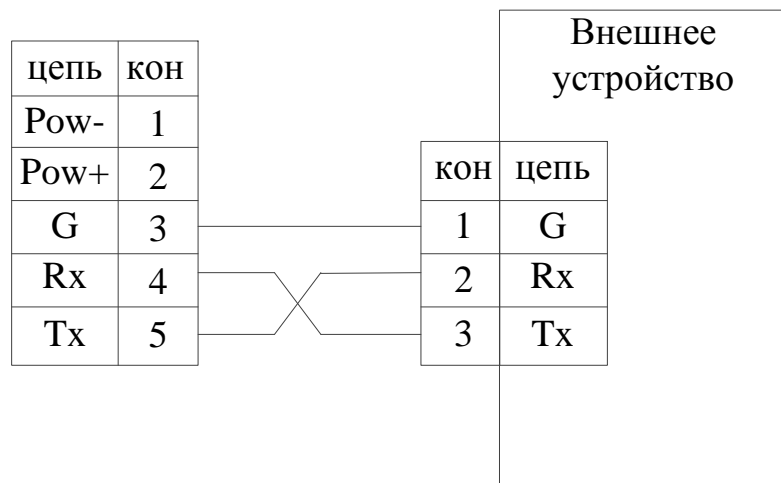 Внешнее
устройство
цепь кон
Pow- 1
Pow+ 2
G 3
Rx 4
Tx 5
кон цепь
1 G
2 Rx
3 Tx